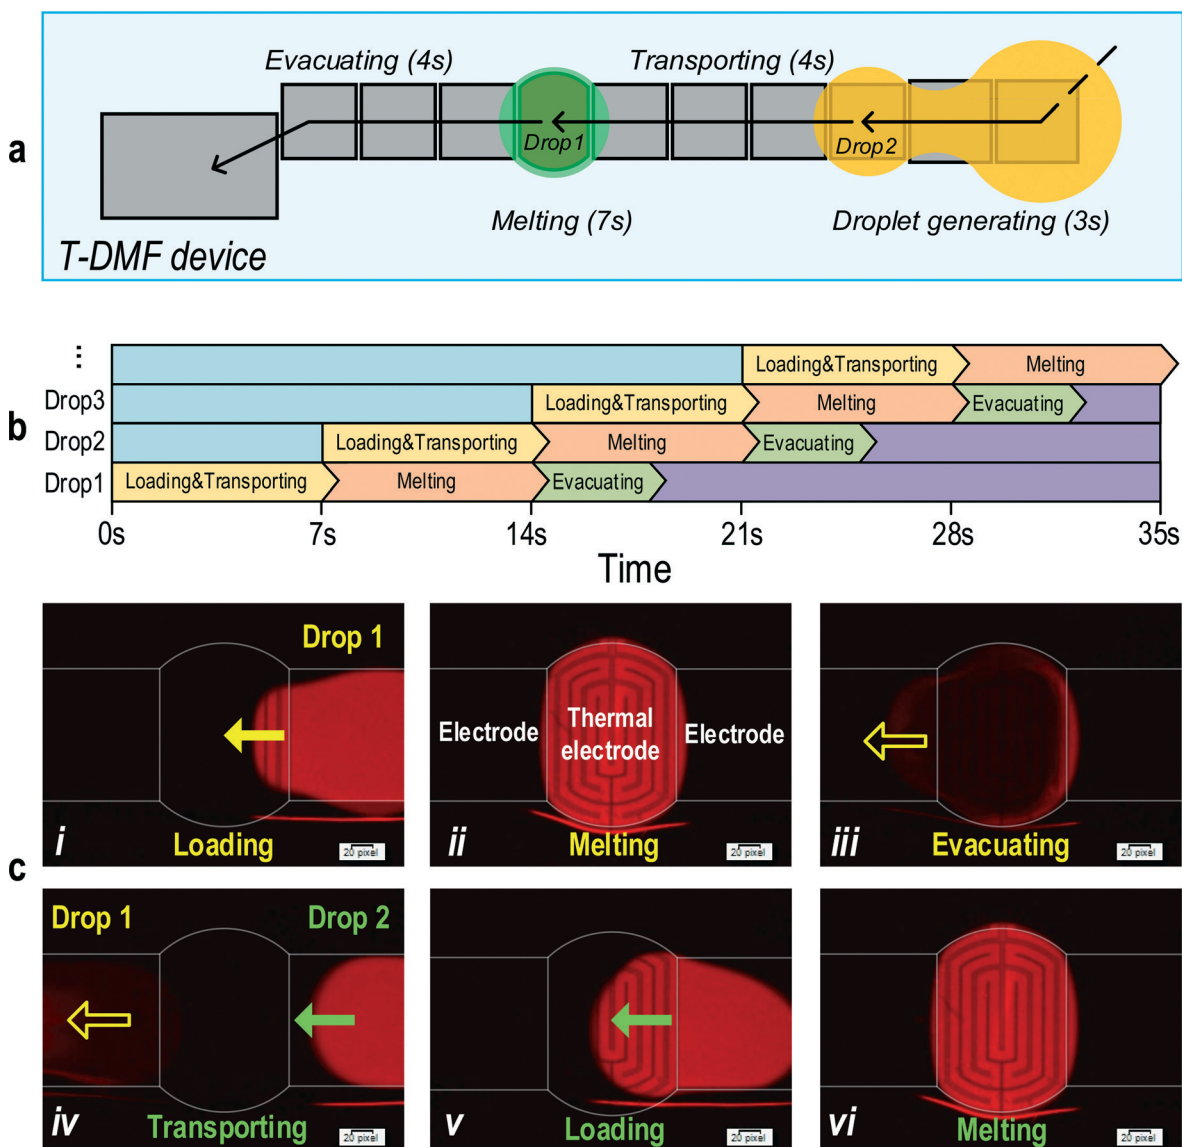 a
Evacuating (4s)
Transporting (4s)
Drop1
Drop2
Melting (7s)
Droplet generating (3s)
T-DMF device
b
⋮
Loading&Transporting
Melting
Drop3
Loading&Transporting
Melting
Evacuating
Drop2
Loading&Transporting
Melting
Evacuating
Drop1
Loading&Transporting
Melting
Evacuating
0s
7s
14s
21s
28s
35s
Time
c
Drop 1
i
Loading
20 pixel
Electrode
Thermal
electrode
Electrode
ii
Melting
20 pixel
iii
Evacuating
20 pixel
Drop 1
Drop 2
iv
Transporting
20 pixel
v
Loading
20 pixel
vi
Melting
20 pixel